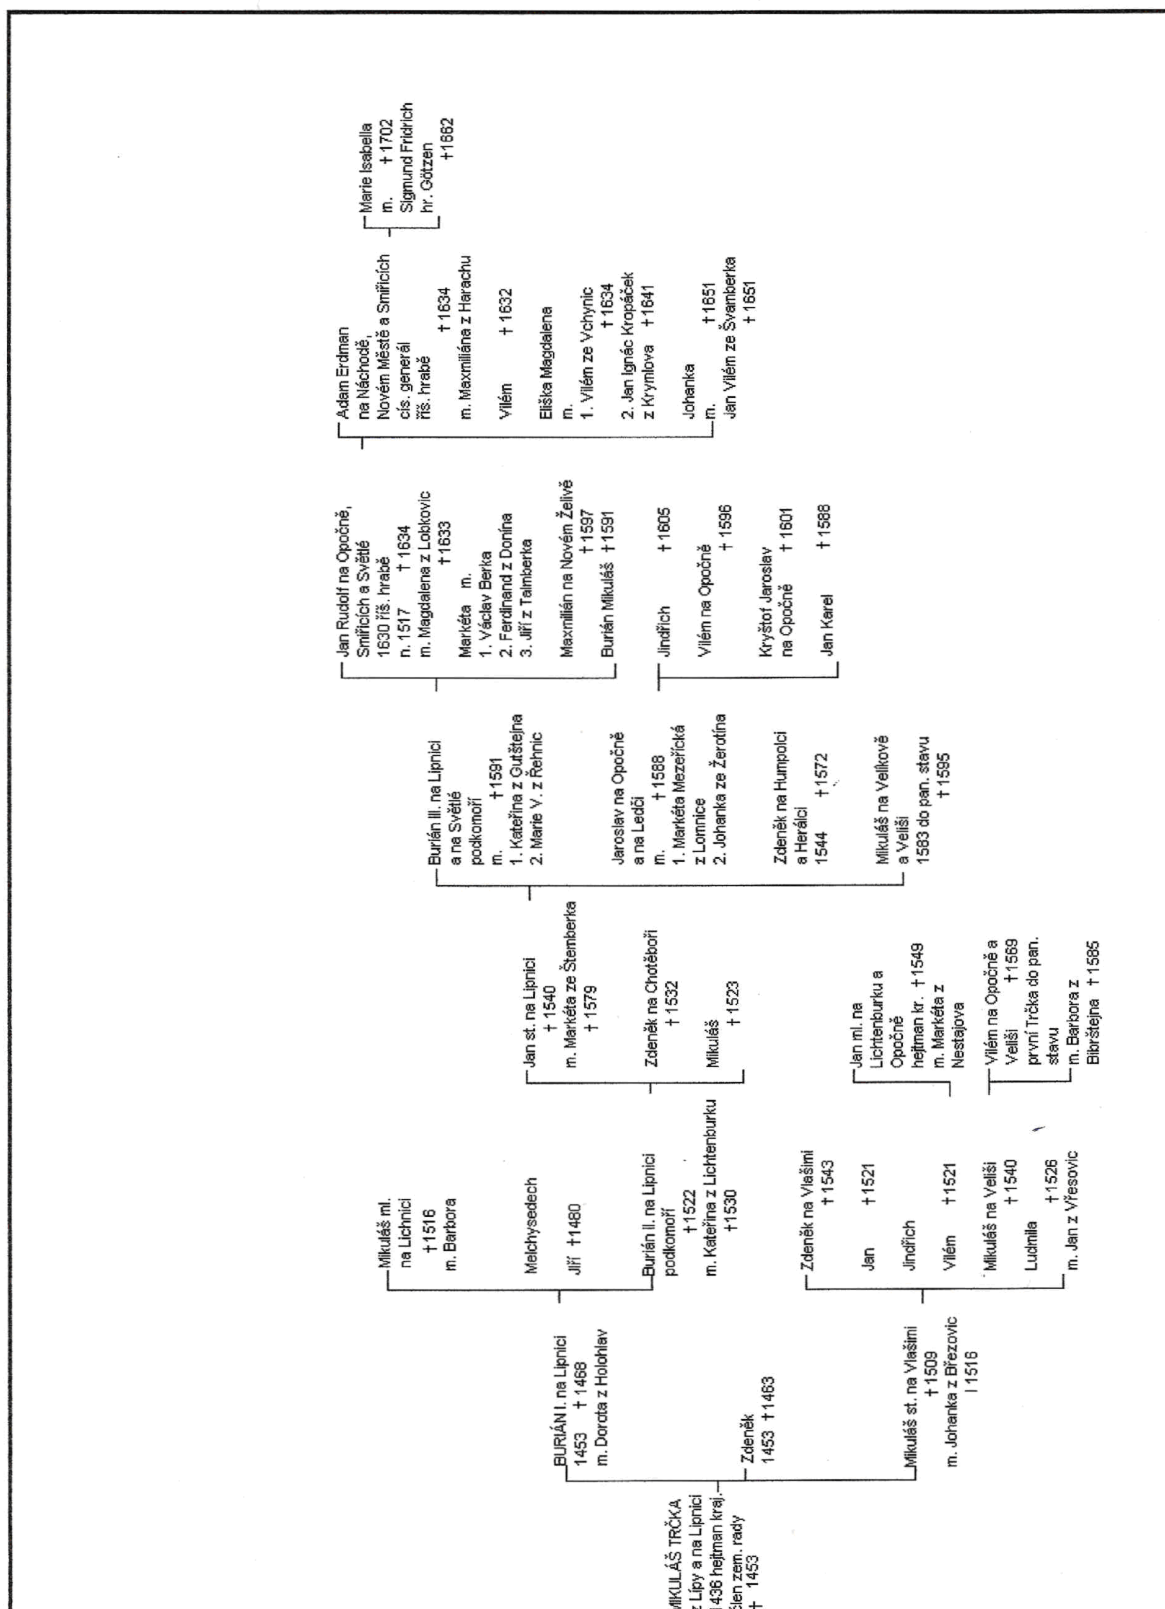 MIKULÁŠ TRČKA
z Lípy a na Lipnici
1436 hejtman kraj.
člen zem. rady
† 1453
BURIÁN I. na Lipnici
1453 † 1468
m. Dorota z Holohlav
Zdeněk
1453 †1463
Mikuláš st. na Vlašimi
† 1509
m. Johanka z Březovic
l 1516
Mikuláš ml.
na Lichnici
†1516
m. Barbora
Melchysedech
Jiří †1480
Burián II. na Lipnici
podkomoří
†1522
m. Kateřina z Lichtenburku
†1530
Zdeněk na Vlašimi
†1543
Jan †1521
Jindřich
Vilém †1521
Mikuláš na Veliši
†1540
Ludmila
†1526
m. Jan z Vřesovic
Jan st. na Lipnici
† 1540
m. Markéta ze Šternberka
†1579
Zdeněk na Chotěboři
†1532
Mikuláš
†1523
Jan ml. na
Lichtenburku a
Opočně
hejtman kr. †1549
m. Markéta z
Nestajova
Vilém na Opočně a
Veliši †1569
první Trčka do pan.
stavu
m. Barbora z
Bibrštejna †1585
Burián III. na Lipnici
a na Světlé
podkomoří
m. †1591
1. Kateřina z Gutštejna
2. Marie V. z Řehnic
Jaroslav na Opočně
a na Ledči
m. †1588
1. Markéta Mezeřická
z Lomnice
2. Johanka ze Žerotína
Zdeněk na Humpolci
a Herálci
1544 †1572
Mikuláš na Velíkově
a Veliši
1583 do pan. stavu
†1595
Jan Rudolf na Opočně,
Smiřicích a Světlé
1630 říš. hrabě
n. 1517 †1634
m. Magdalena z Lobkovic
†1633
Markéta m.
1. Václav Berka
2. Ferdinand z Donína
3. Jiří z Talmberka
Maxmilián na Novém Želivě
†1597
Burián Mikuláš †1591
Jindřich †1605
Vilém na Opočně
†1596
Kryštof Jaroslav
na Opočně †1601
Jan Karel †1588
Adam Erdman
na Náchodě,
Novém Městě a Smiřicích
cís. generál
říš. hrabě
†1634
m. Maxmiliána z Harachu
Vilém †1632
Eliška Magdalena
m.
1. Vilém ze Vchynic
†1634
2. Jan Ignác Kropáček
z Krymlova †1641
Johanka
m. †1651
Jan Vilém ze Švamberka
†1651
Marie Isabella
m. †1702
Sigmund Fridrich
hr. Götzen
†1662